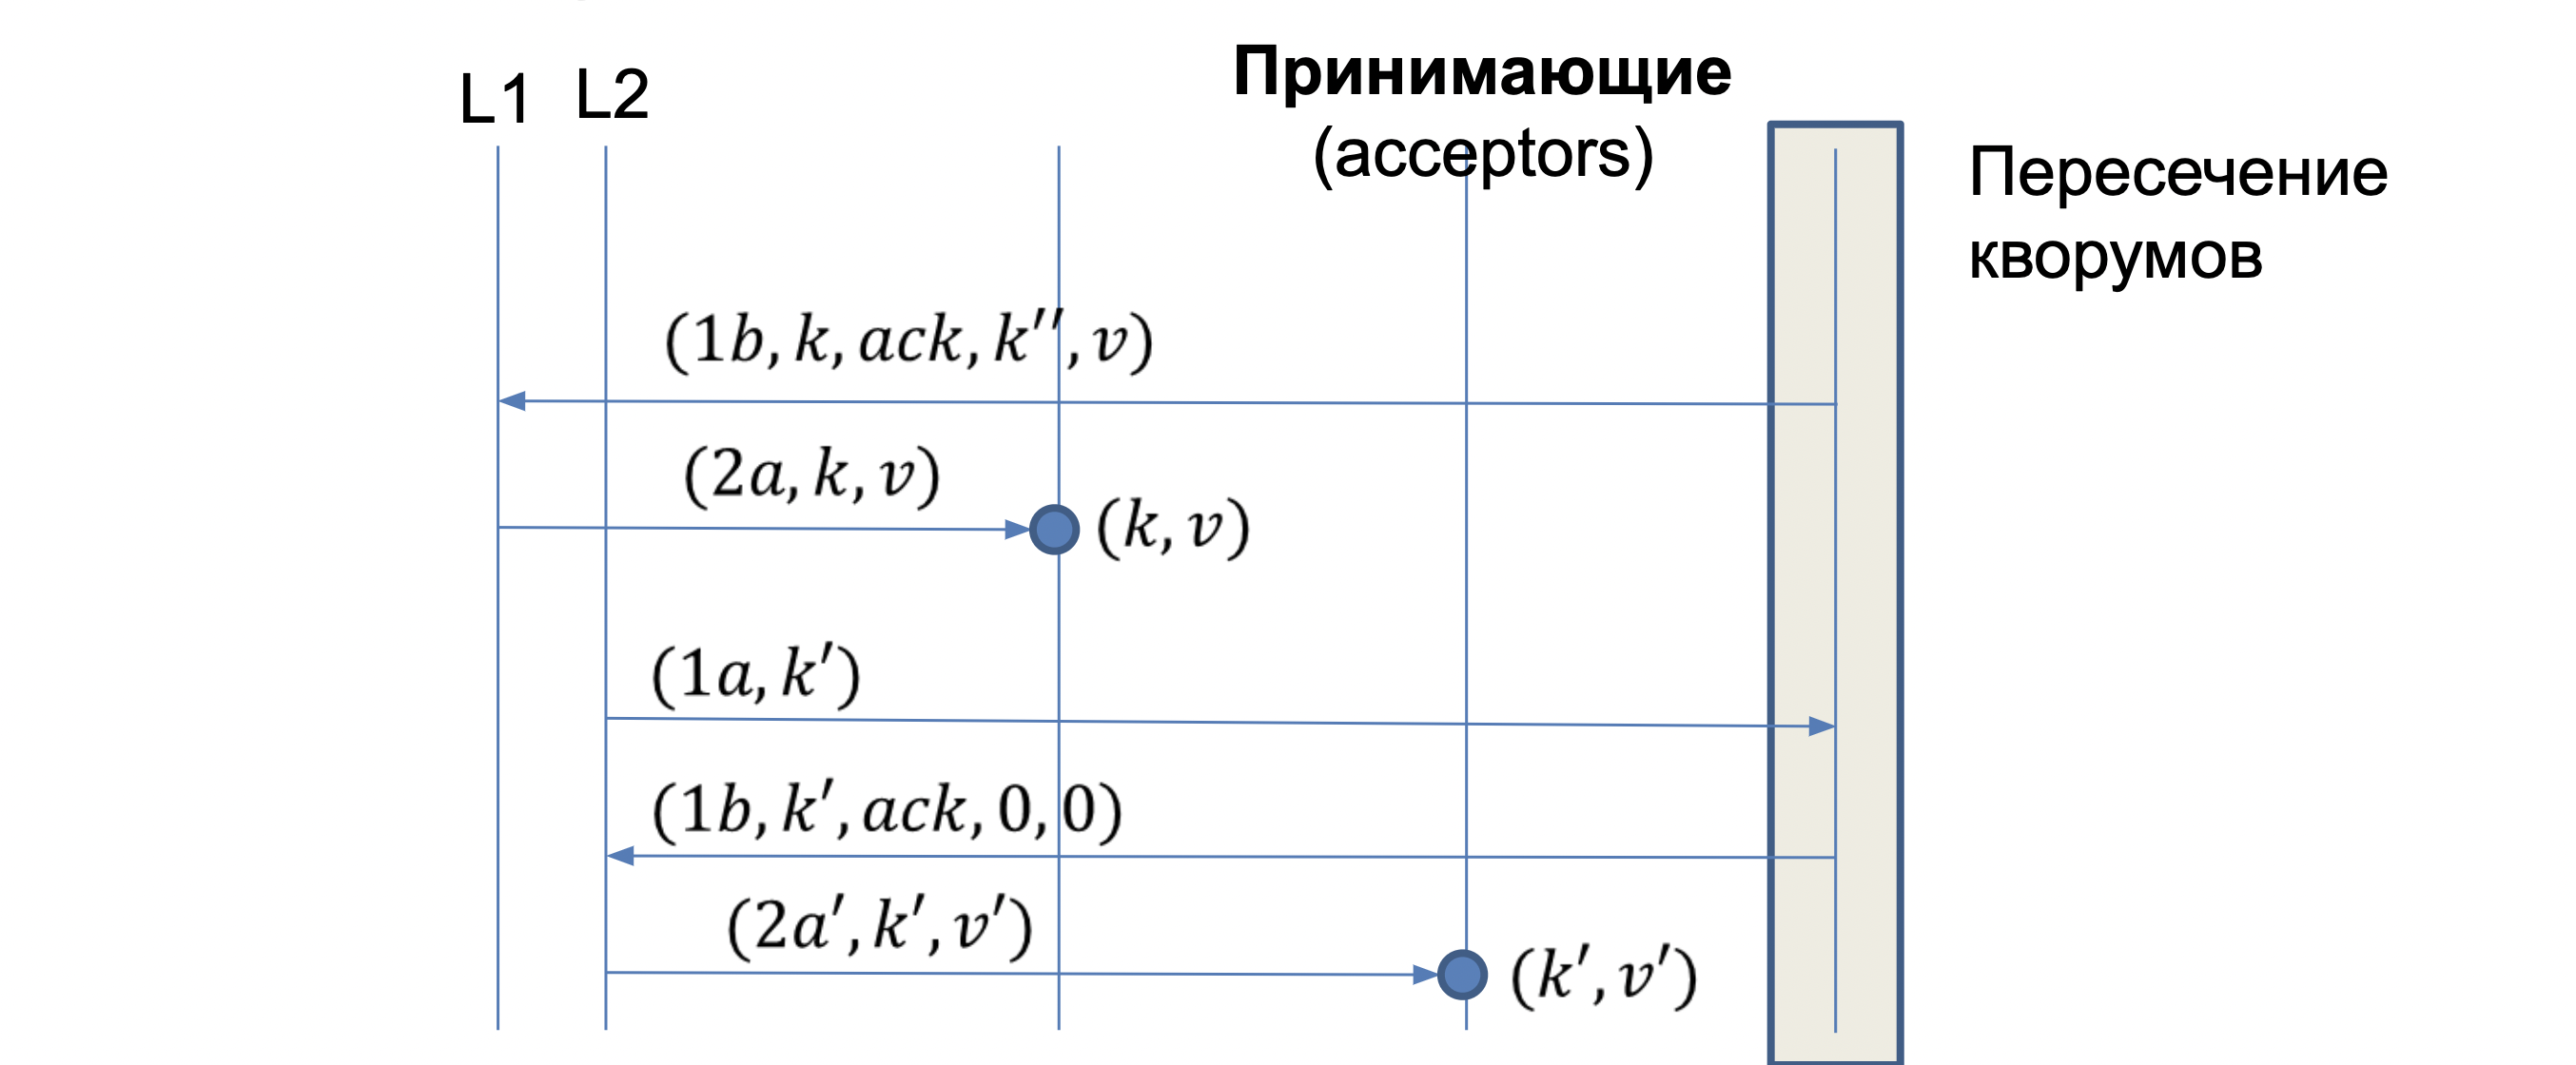 L1 L2
Принимающие
(acceptors)
Пересечение
кворумов
(1b, k, ack, k′′, v)
(2a, k, v)
(k, v)
(1a, k′)
(1b, k′, ack, 0, 0)
(2a′, k′, v′)
(k′, v′)